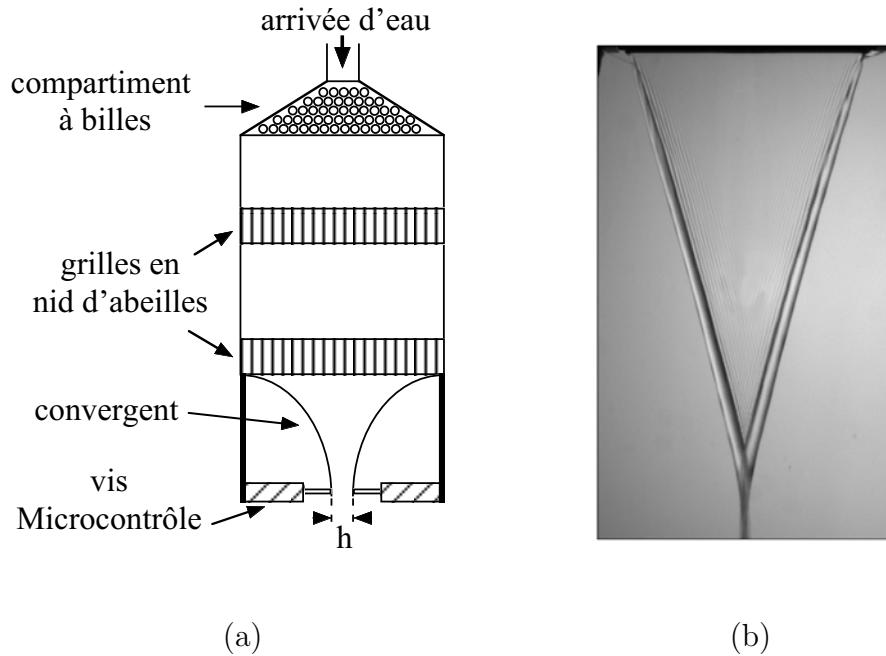 arrivée d'eau
compartiment
à billes
grilles en
nid d'abeilles
convergent
vis
Microcontrôle
h
(a)
(b)